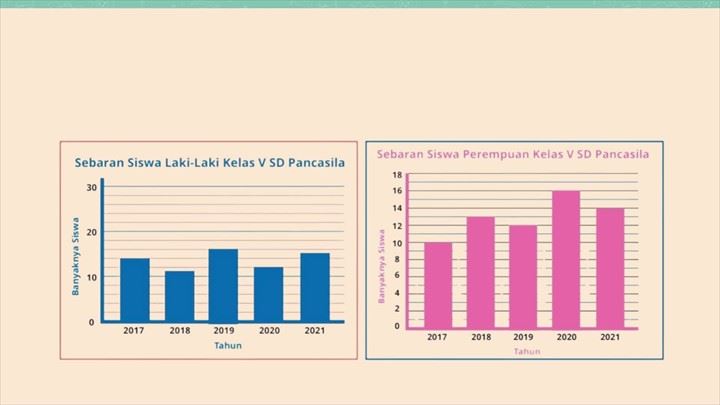 Sebaran Siswa Laki-Laki Kelas V SD Pancasila
Banyaknya Siswa
30
20
10
0
2017 2018 2019 2020 2021
Tahun
Sebaran Siswa Perempuan Kelas V SD Pancasila
Banyaknya Siswa
18
16
14
12
10
8
6
4
2
0
2017 2018 2019 2020 2021
Tahun